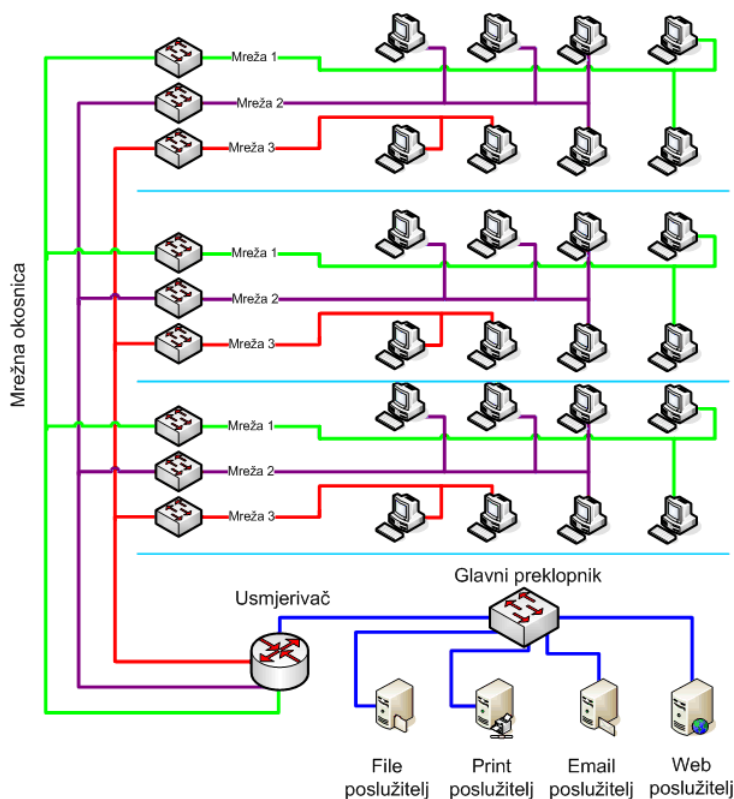 Mreža 1
Mreža 2
Mreža 3
Mreža 1
Mreža 2
Mreža 3
Mreža 1
Mreža 2
Mreža 3
Mrežna okosnica
Glavni preklopnik
Usmjerivač
File
poslužitelj
Print
poslužitelj
Email
poslužitelj
Web
poslužitelj